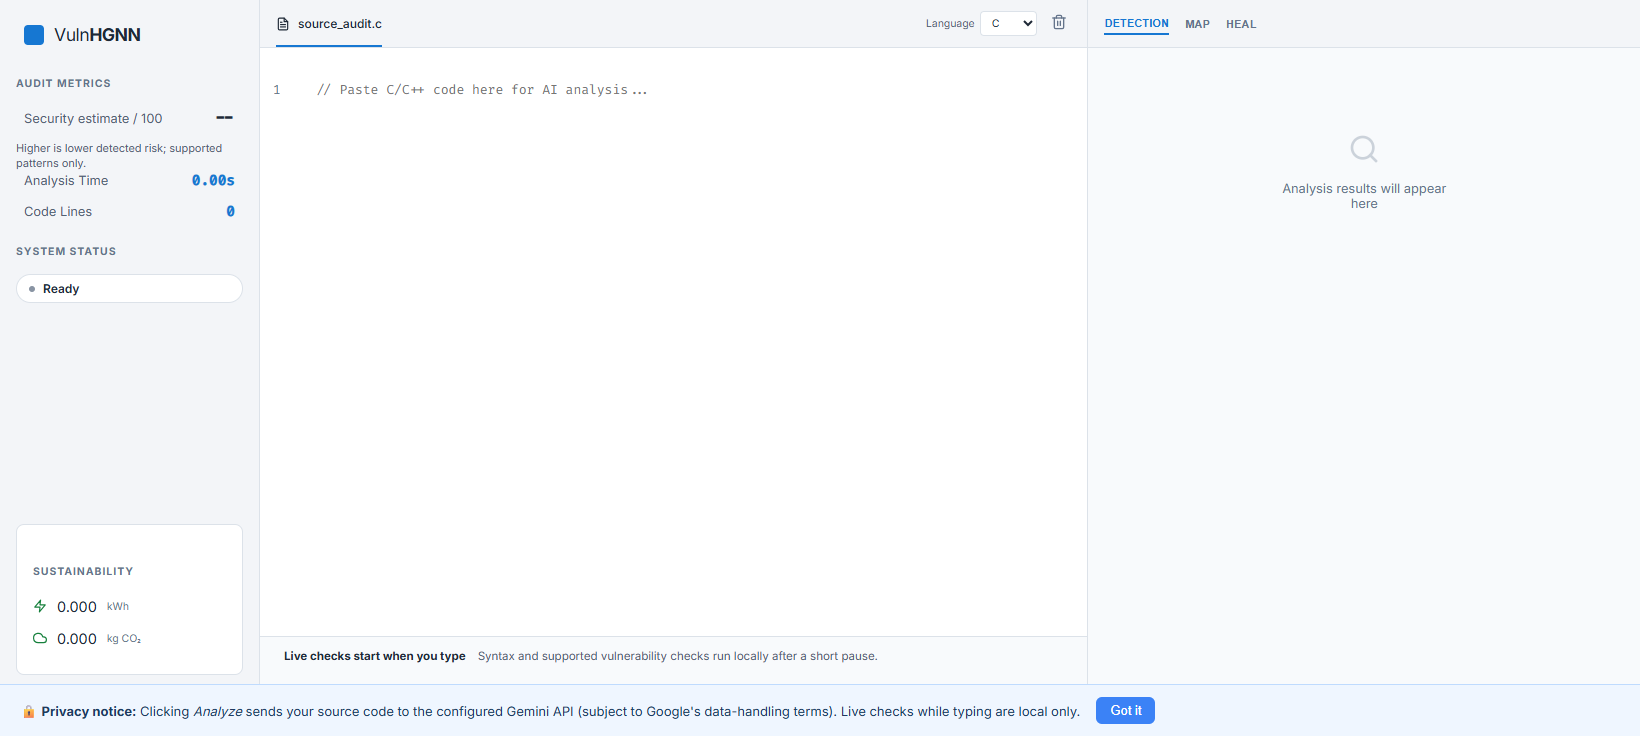 VulnHGNN
AUDIT METRICS
Security estimate / 100 --
Higher is lower detected risk; supported
patterns only.
Analysis Time 0.00s
Code Lines 0
SYSTEM STATUS
Ready
SUSTAINABILITY
0.000 kWh
0.000 kg CO₂
source_audit.c
Language C
1 // Paste C/C++ code here for AI analysis...
Live checks start when you type Syntax and supported vulnerability checks run locally after a short pause.
DETECTION MAP HEAL
Analysis results will appear
here
Privacy notice: Clicking Analyze sends your source code to the configured Gemini API (subject to Google's data-handling terms). Live checks while typing are local only. Got it